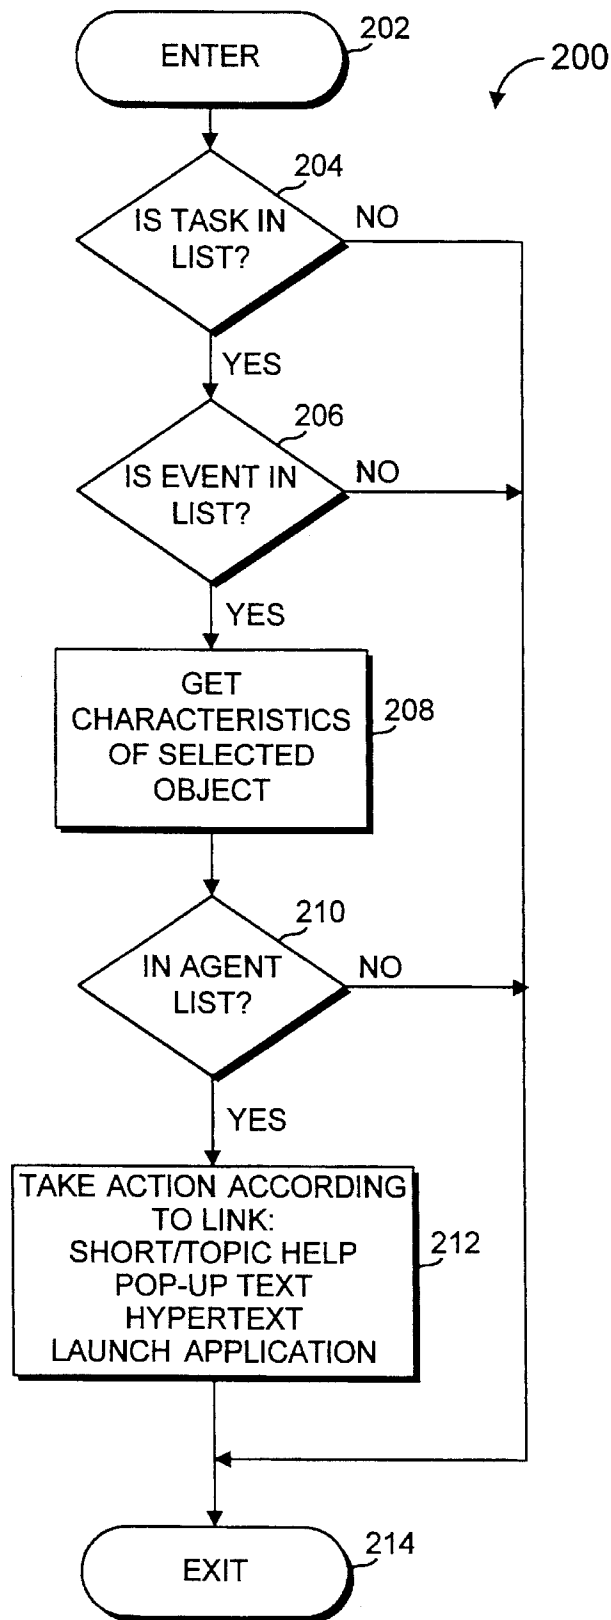 ENTER
202
200
204
IS TASK IN
LIST?
NO
YES
206
IS EVENT IN
LIST?
NO
YES
GET
CHARACTERISTICS
OF SELECTED
OBJECT
208
210
IN AGENT
LIST?
NO
YES
TAKE ACTION ACCORDING
TO LINK:
SHORT/TOPIC HELP
POP-UP TEXT
HYPERTEXT
LAUNCH APPLICATION
212
EXIT
214